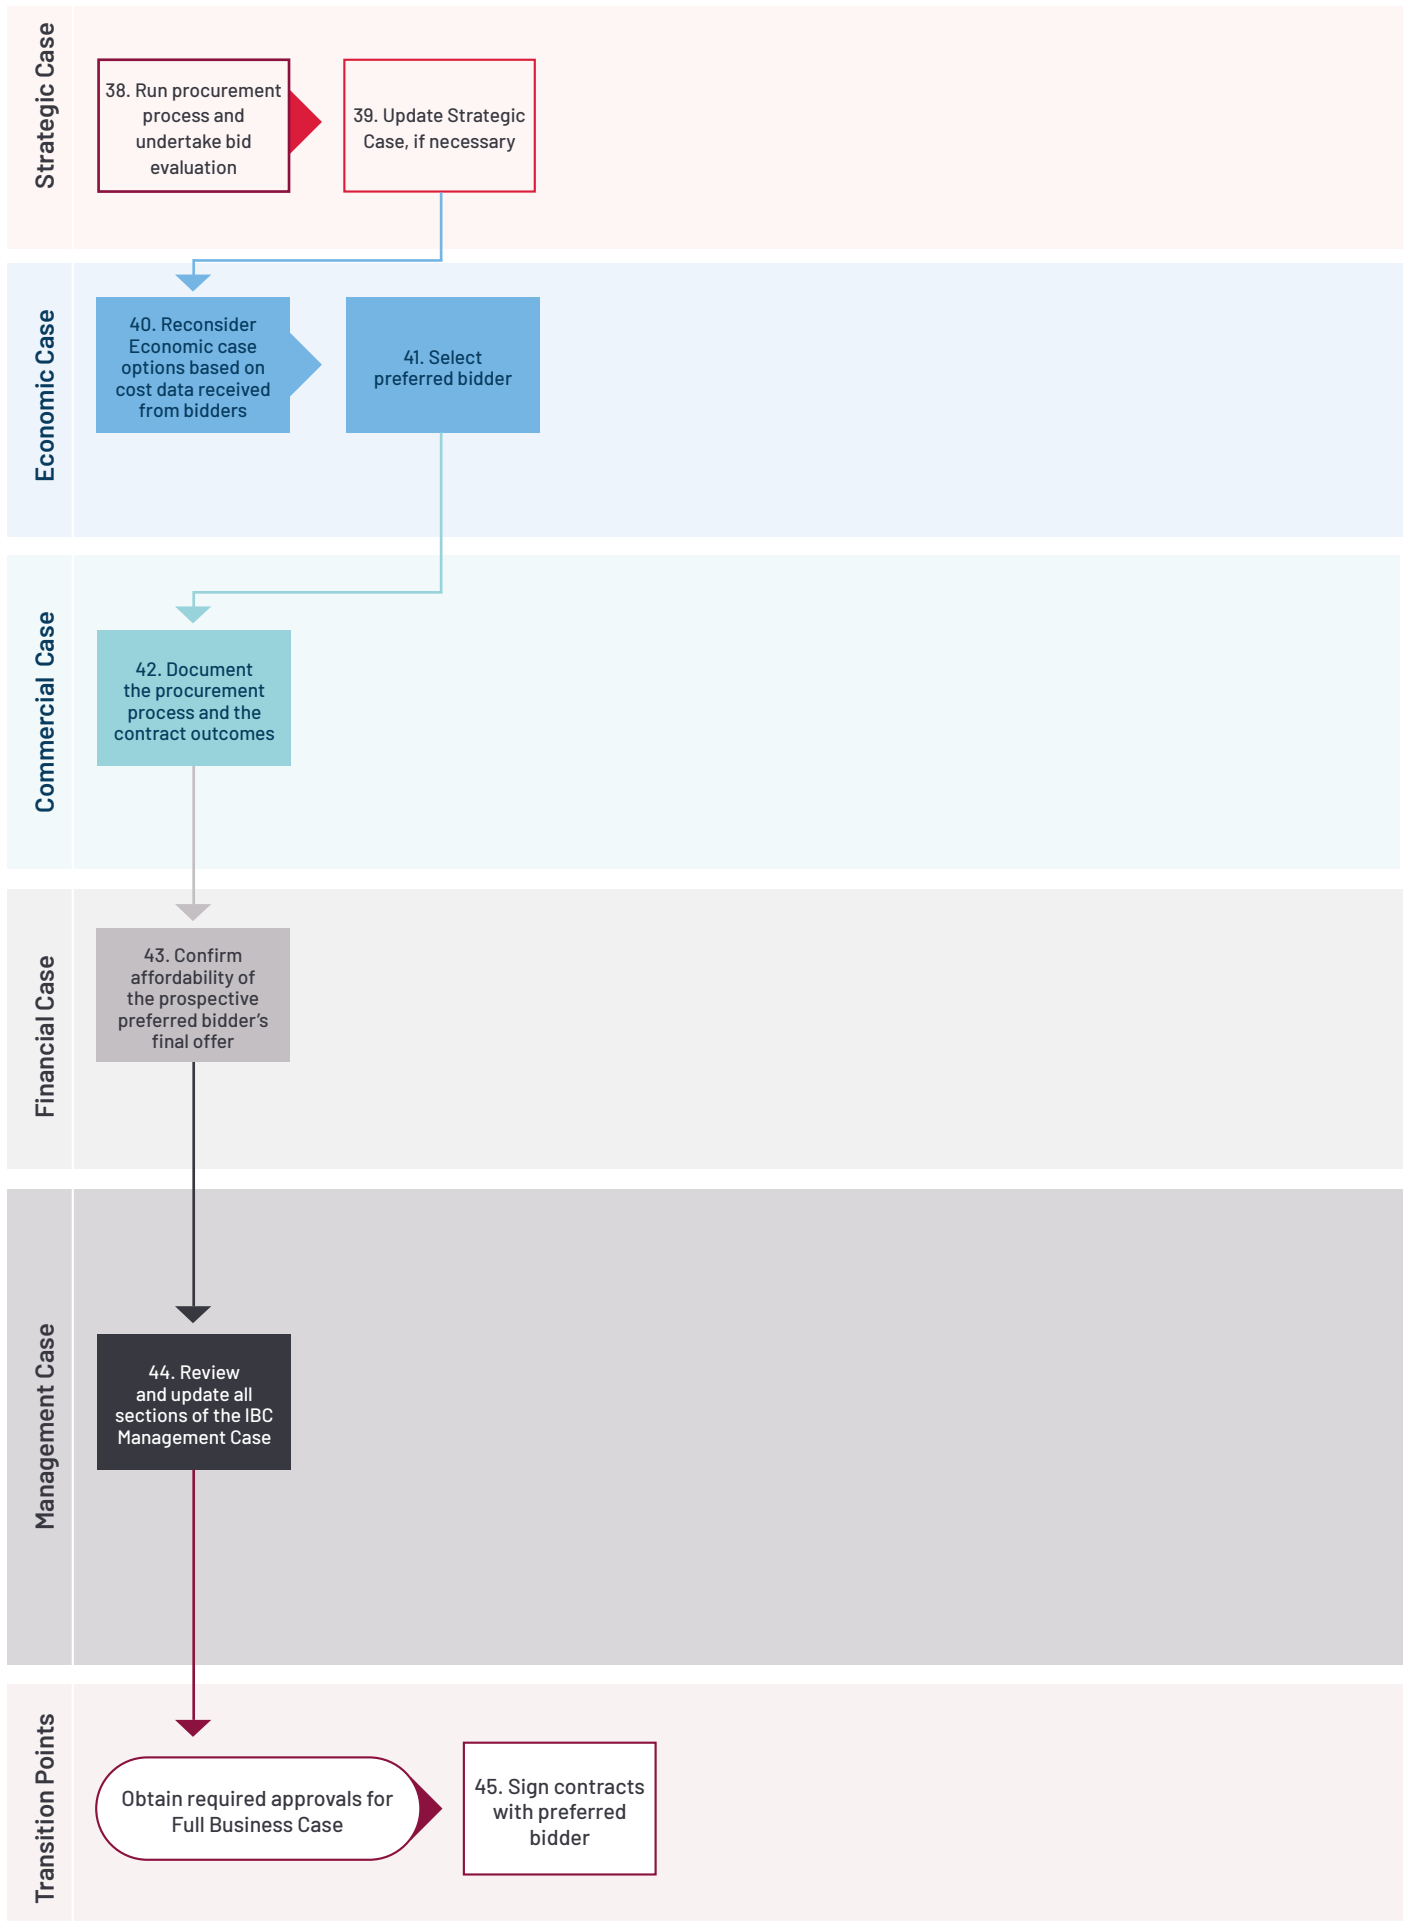 Strategic Case
38. Run procurement
process and
undertake bid
evaluation
39. Update Strategic
Case, if necessary
Economic Case
40. Reconsider
Economic case
options based on
cost data received
from bidders
41. Select
preferred bidder
Commercial Case
42. Document
the procurement
process and the
contract outcomes
Financial Case
43. Confirm
affordability of
the prospective
preferred bidder’s
final offer
Management Case
44. Review
and update all
sections of the IBC
Management Case
Transition Points
Obtain required approvals for
Full Business Case
45. Sign contracts
with preferred
bidder